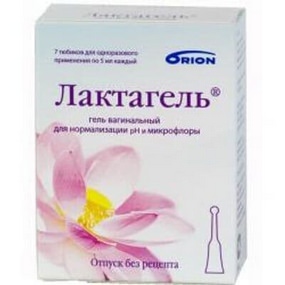 7 тюбиков для одноразового
применения по 5 мл каждый
ORION
Лактагель®
гель вагинальный
для нормализации pH и микрофлоры
Отпуск без рецепта